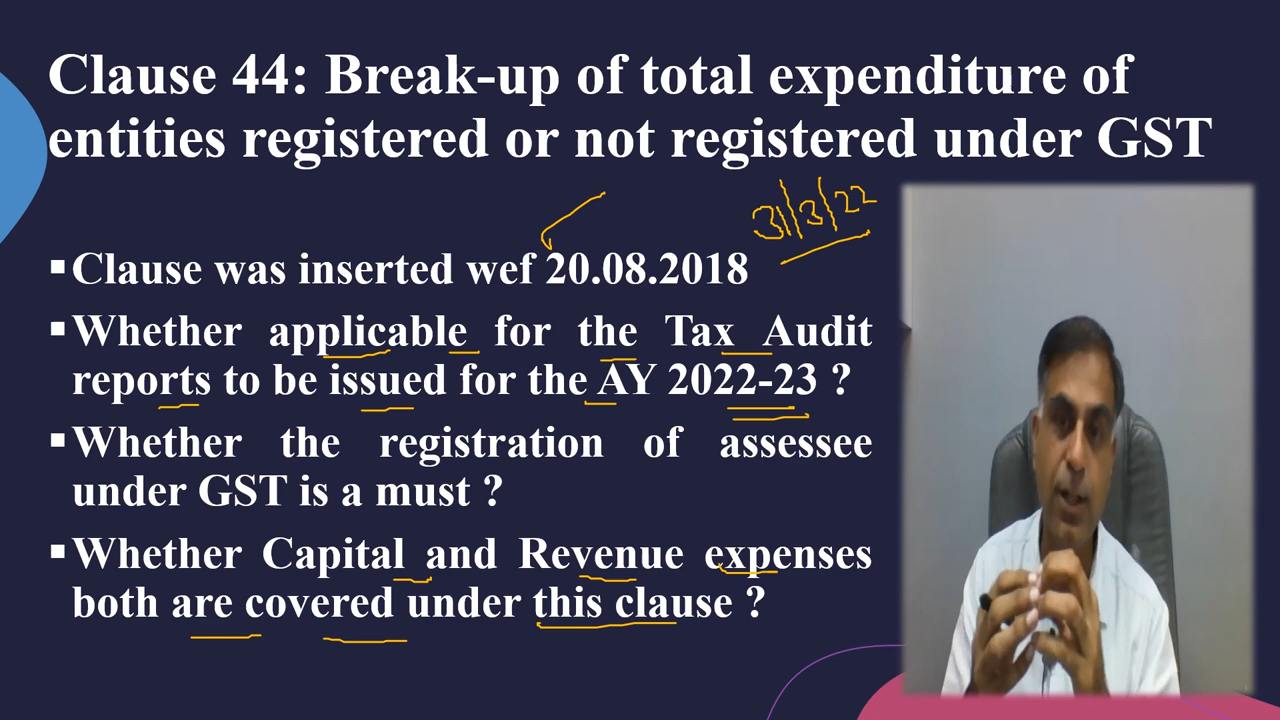 Clause 44: Break-up of total expenditure of
entities registered or not registered under GST
31/3/22
▪Clause was inserted wef 20.08.2018
▪Whether applicable for the Tax Audit
reports to be issued for the AY 2022-23 ?
▪Whether the registration of assessee
under GST is a must ?
▪Whether Capital and Revenue expenses
both are covered under this clause ?